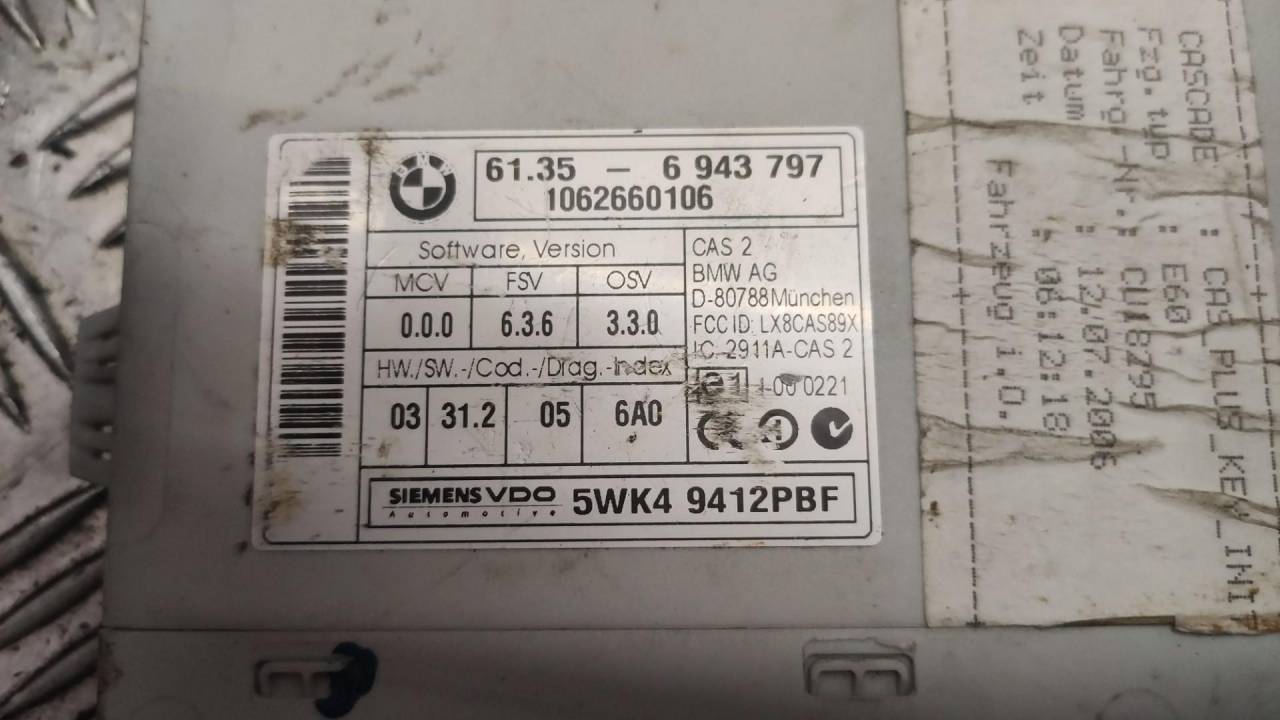 BMW
61.35 – 6 943 797
1062660106
Software, Version
MCV FSV OSV
0.0.0 6.3.6 3.3.0
HW./SW.-/Cod.-/Drag.-Index
03 31.2 05 6A0
CAS 2
BMW AG
D-80788 München
FCC ID: LX8CAS89X
IC: 2911A-CAS 2
e1 0221
SIEMENS VDO 5WK4 9412PBF
Automotive
CASCADE : CAS_PLUS_KEY_INI
Fzg.typ : E60
Fahrg.-Nr. : CU18295
Datum : 12.07.2006
Zeit : 06:12:18
Fahrzeug i.O.